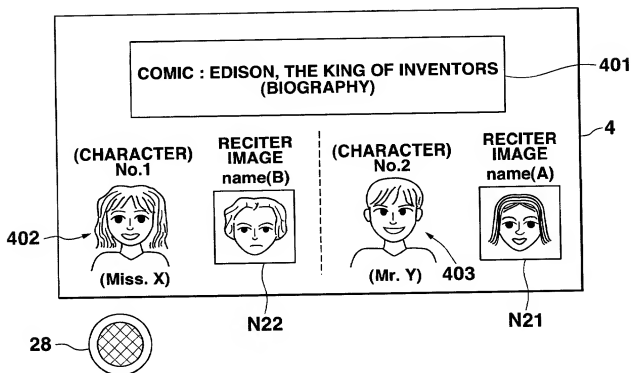 COMIC : EDISON, THE KING OF INVENTORS
(BIOGRAPHY)
401
4
(CHARACTER)
No.1
RECITER
IMAGE
name(B)
(CHARACTER)
No.2
RECITER
IMAGE
name(A)
402
(Miss. X)
(Mr. Y)
403
N22
N21
28